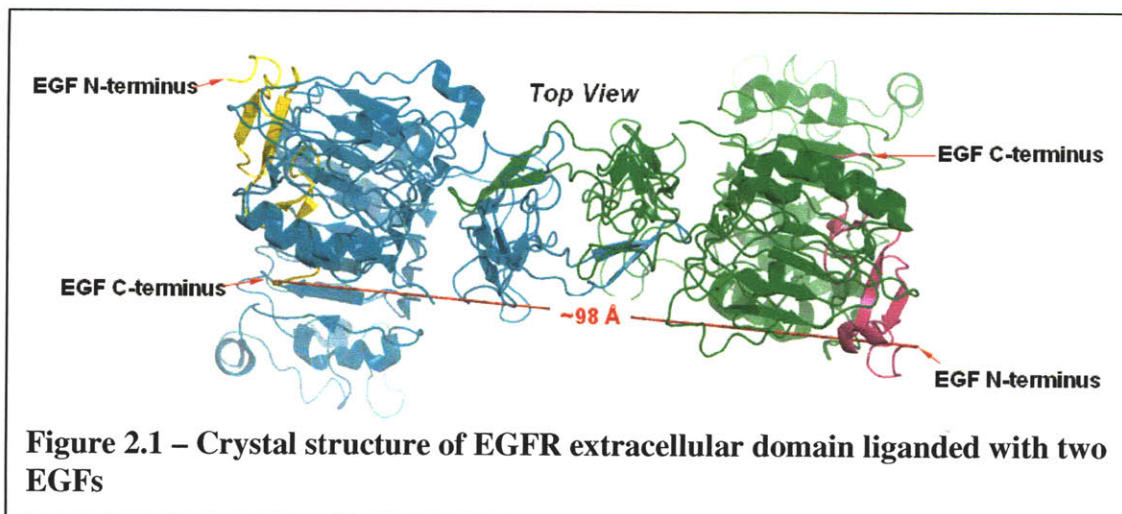 EGF N-terminus
Top View
EGF C-terminus
EGF C-terminus
~98 Å
EGF N-terminus
Figure 2.1 – Crystal structure of EGFR extracellular domain liganded with two
EGFs